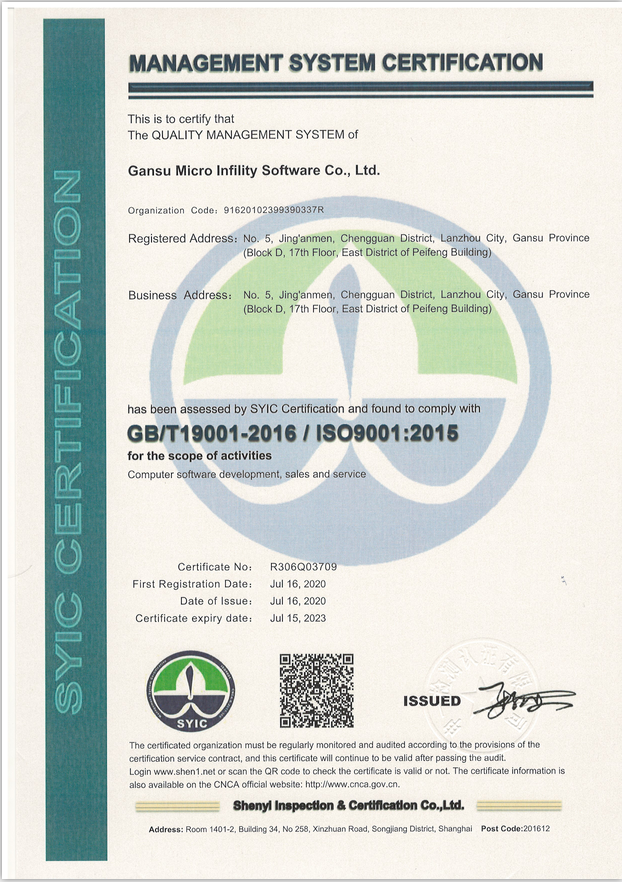 MANAGEMENT SYSTEM CERTIFICATION
This is to certify that
The QUALITY MANAGEMENT SYSTEM of
Gansu Micro Infility Software Co., Ltd.
Organization Code: 91620102399390337R
Registered Address: No. 5, Jing'anmen, Chengguan District, Lanzhou City, Gansu Province
(Block D, 17th Floor, East District of Peifeng Building)
Business Address: No. 5, Jing'anmen, Chengguan District, Lanzhou City, Gansu Province
(Block D, 17th Floor, East District of Peifeng Building)
has been assessed by SYIC Certification and found to comply with
GB/T19001-2016 / ISO9001:2015
for the scope of activities
Computer software development, sales and service
Certificate No: R306Q03709
First Registration Date: Jul 16, 2020
Date of Issue: Jul 16, 2020
Certificate expiry date: Jul 15, 2023
SYIC CERTIFICATION
SYIC
ISSUED
The certificated organization must be regularly monitored and audited according to the provisions of the
certification service contract, and this certificate will continue to be valid after passing the audit.
Login www.shen1.net or scan the QR code to check the certificate is valid or not. The certificate information is
also available on the CNCA official website: http://www.cnca.gov.cn.
Shenyi Inspection & Certification Co.,Ltd.
Address: Room 1401-2, Building 34, No 258, Xinzhuan Road, Songjiang District, Shanghai Post Code:201612